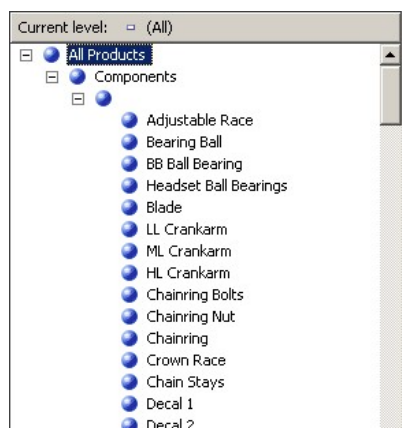 Current level: (All)
All Products
Components
Adjustable Race
Bearing Ball
BB Ball Bearing
Headset Ball Bearings
Blade
LL Crankarm
ML Crankarm
HL Crankarm
Chainring Bolts
Chainring Nut
Chainring
Crown Race
Chain Stays
Decal 1
Decal 2